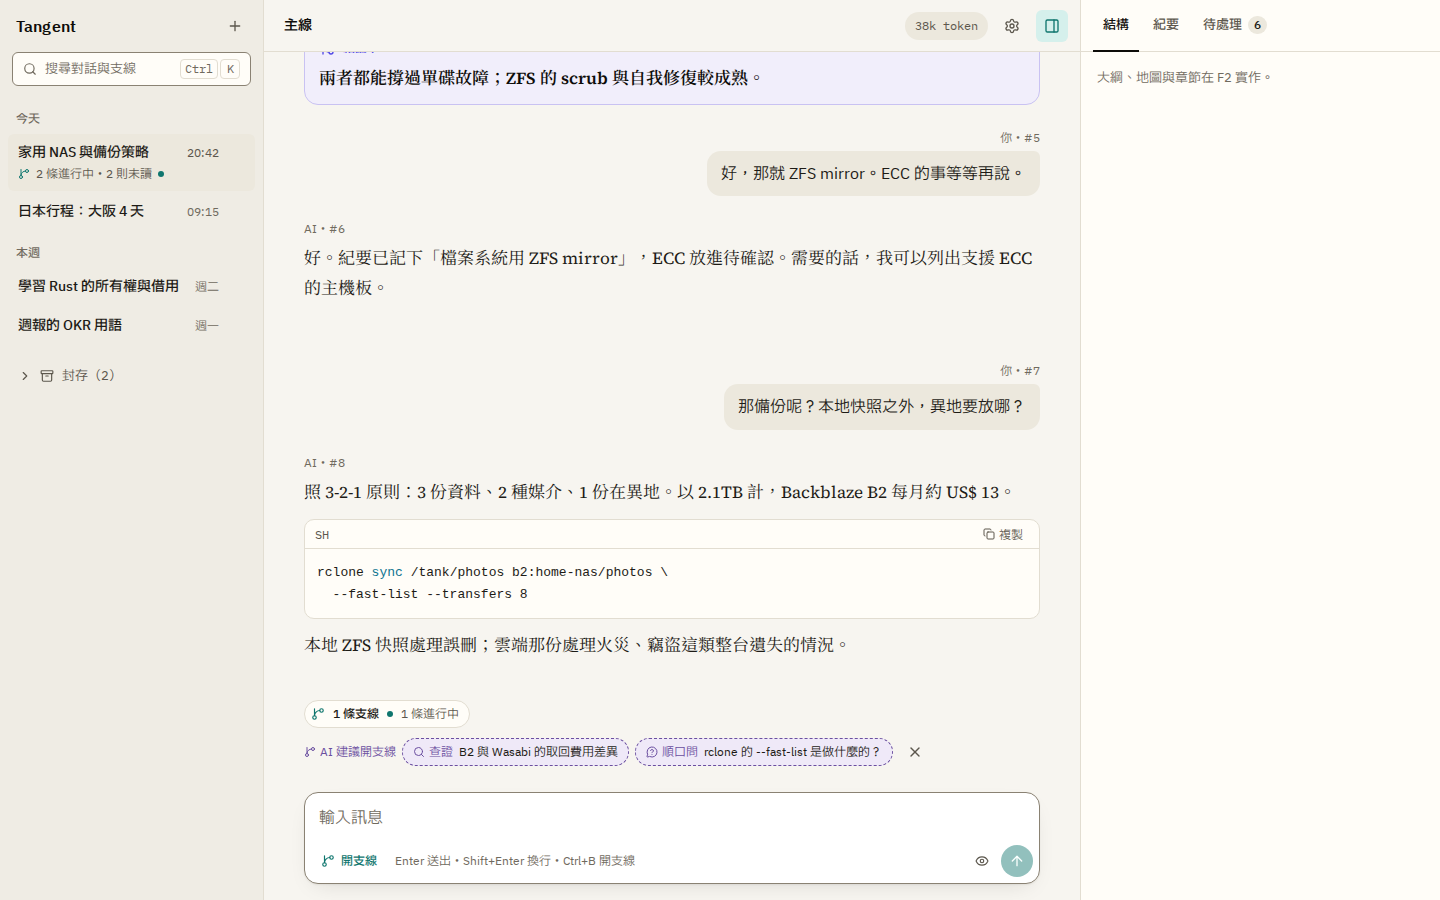 Tangent
搜尋對話與支線 Ctrl K
今天
家用 NAS 與備份策略 20:42
2 條進行中・2 則未讀
日本行程：大阪 4 天 09:15
本週
學習 Rust 的所有權與借用 週二
週報的 OKR 用語 週一
封存（2）
主線
38k token
兩者都能撐過單碟故障；ZFS 的 scrub 與自我修復較成熟。
你・#5
好，那就 ZFS mirror。ECC 的事等等再說。
AI・#6
好。紀要已記下「檔案系統用 ZFS mirror」，ECC 放進待確認。需要的話，我可以列出支援 ECC
的主機板。
你・#7
那備份呢？本地快照之外，異地要放哪？
AI・#8
照 3-2-1 原則：3 份資料、2 種媒介、1 份在異地。以 2.1TB 計，Backblaze B2 每月約 US$ 13。
SH 複製
rclone sync /tank/photos b2:home-nas/photos \
--fast-list --transfers 8
本地 ZFS 快照處理誤刪；雲端那份處理火災、竊盜這類整台遺失的情況。
1 條支線 1 條進行中
AI 建議開支線 查證 B2 與 Wasabi 的取回費用差異 順口問 rclone 的 --fast-list 是做什麼的？
輸入訊息
開支線 Enter 送出・Shift+Enter 換行・Ctrl+B 開支線
結構 紀要 待處理 6
大綱、地圖與章節在 F2 實作。